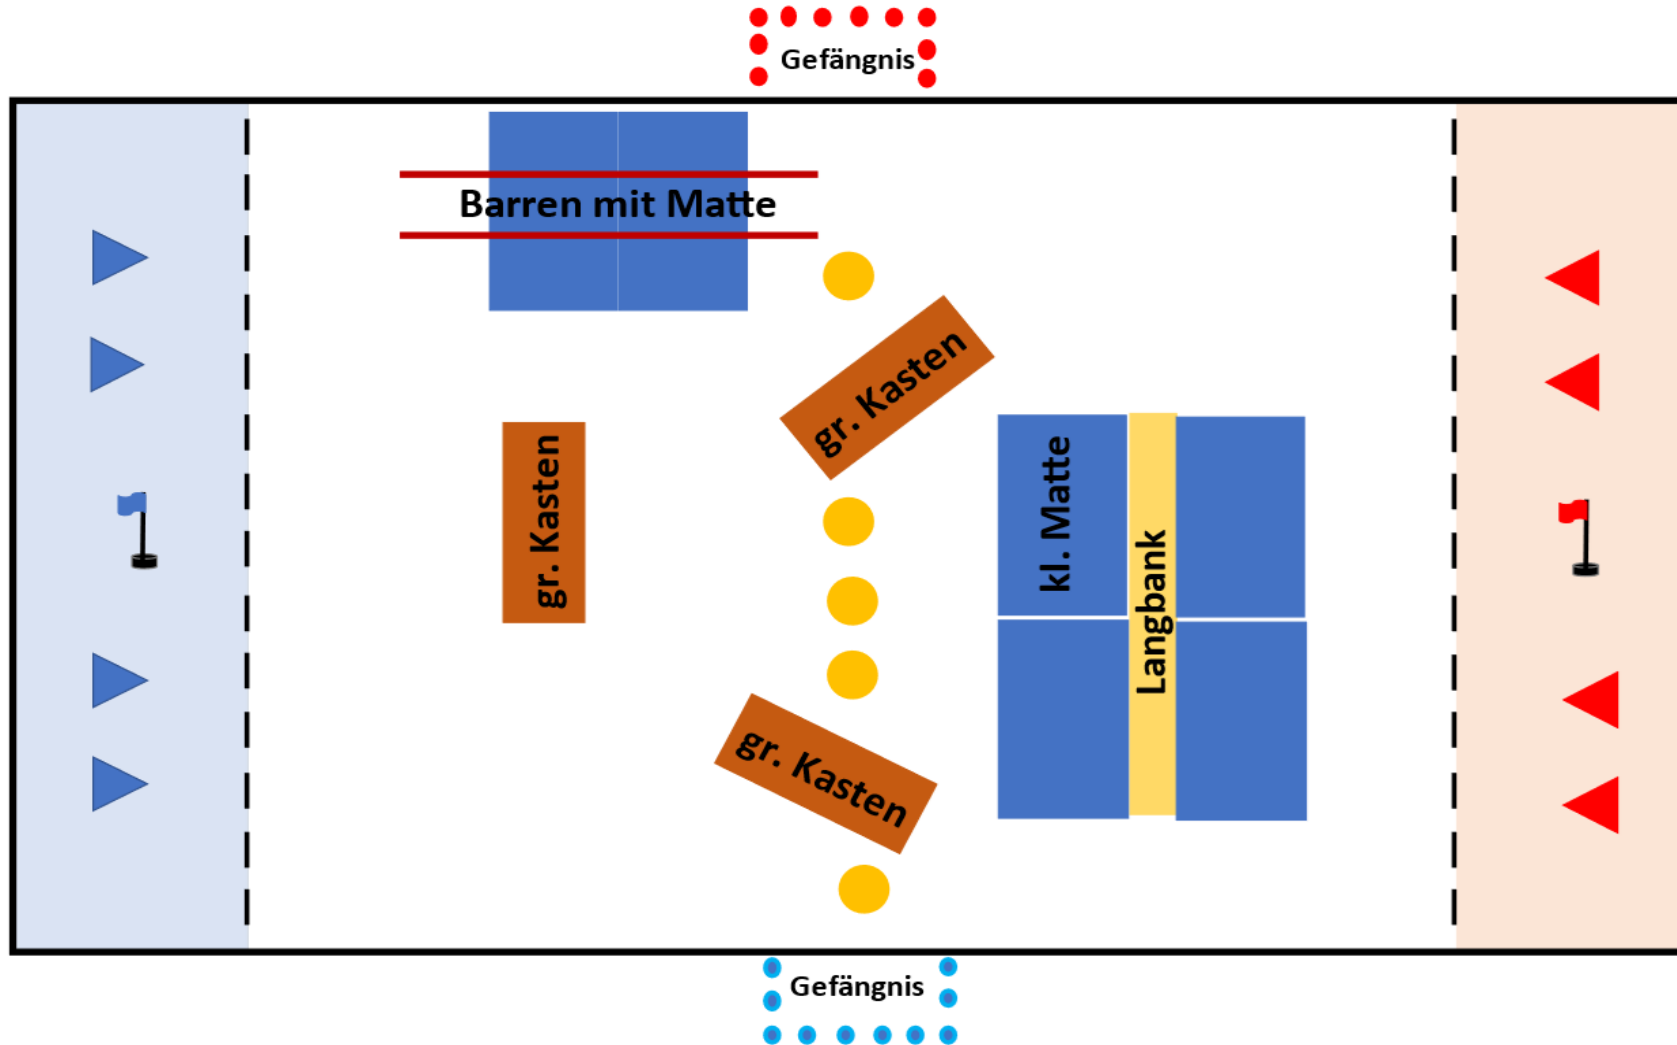 Gefängnis
Barren mit Matte
gr. Kasten
gr. Kasten
kl. Matte
Langbank
gr. Kasten
Gefängnis